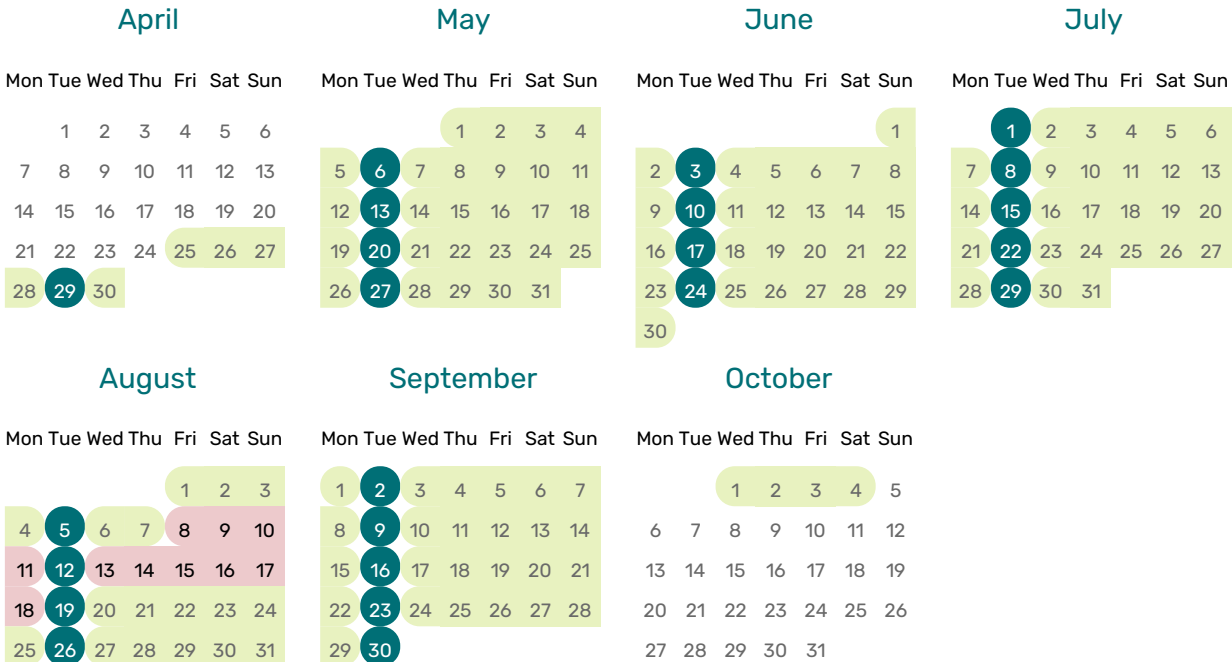 April May June July
Mon Tue Wed Thu Fri Sat Sun Mon Tue Wed Thu Fri Sat Sun Mon Tue Wed Thu Fri Sat Sun Mon Tue Wed Thu Fri Sat Sun
1 2 3 4 5 6 1 2 3 4 1 1 2 3 4 5 6
7 8 9 10 11 12 13 5 6 7 8 9 10 11 2 3 4 5 6 7 8 7 8 9 10 11 12 13
14 15 16 17 18 19 20 12 13 14 15 16 17 18 9 10 11 12 13 14 15 14 15 16 17 18 19 20
21 22 23 24 25 26 27 19 20 21 22 23 24 25 16 17 18 19 20 21 22 21 22 23 24 25 26 27
28 29 30 26 27 28 29 30 31 23 24 25 26 27 28 29 28 29 30 31
30
August September October
Mon Tue Wed Thu Fri Sat Sun Mon Tue Wed Thu Fri Sat Sun Mon Tue Wed Thu Fri Sat Sun
1 2 3 1 2 3 4 5 6 7 1 2 3 4 5
4 5 6 7 8 9 10 8 9 10 11 12 13 14 6 7 8 9 10 11 12
11 12 13 14 15 16 17 15 16 17 18 19 20 21 13 14 15 16 17 18 19
18 19 20 21 22 23 24 22 23 24 25 26 27 28 20 21 22 23 24 25 26
25 26 27 28 29 30 31 29 30 27 28 29 30 31